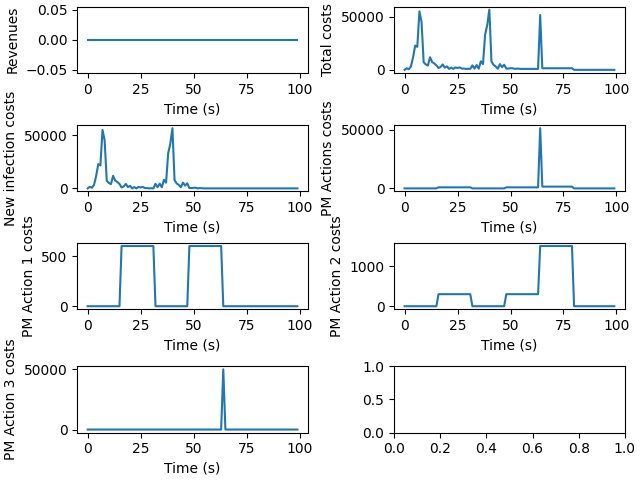 Revenues
0.05
0.00
−0.05
0 25 50 75 100
Time (s)
Total costs
50000
0
0 25 50 75 100
Time (s)
New infection costs
50000
0
0 25 50 75 100
Time (s)
PM Actions costs
50000
0
0 25 50 75 100
Time (s)
PM Action 1 costs
500
0
0 25 50 75 100
Time (s)
PM Action 2 costs
1000
0
0 25 50 75 100
Time (s)
PM Action 3 costs
50000
0
0 25 50 75 100
Time (s)
1.0
0.5
0.0
0.0 0.2 0.4 0.6 0.8 1.0